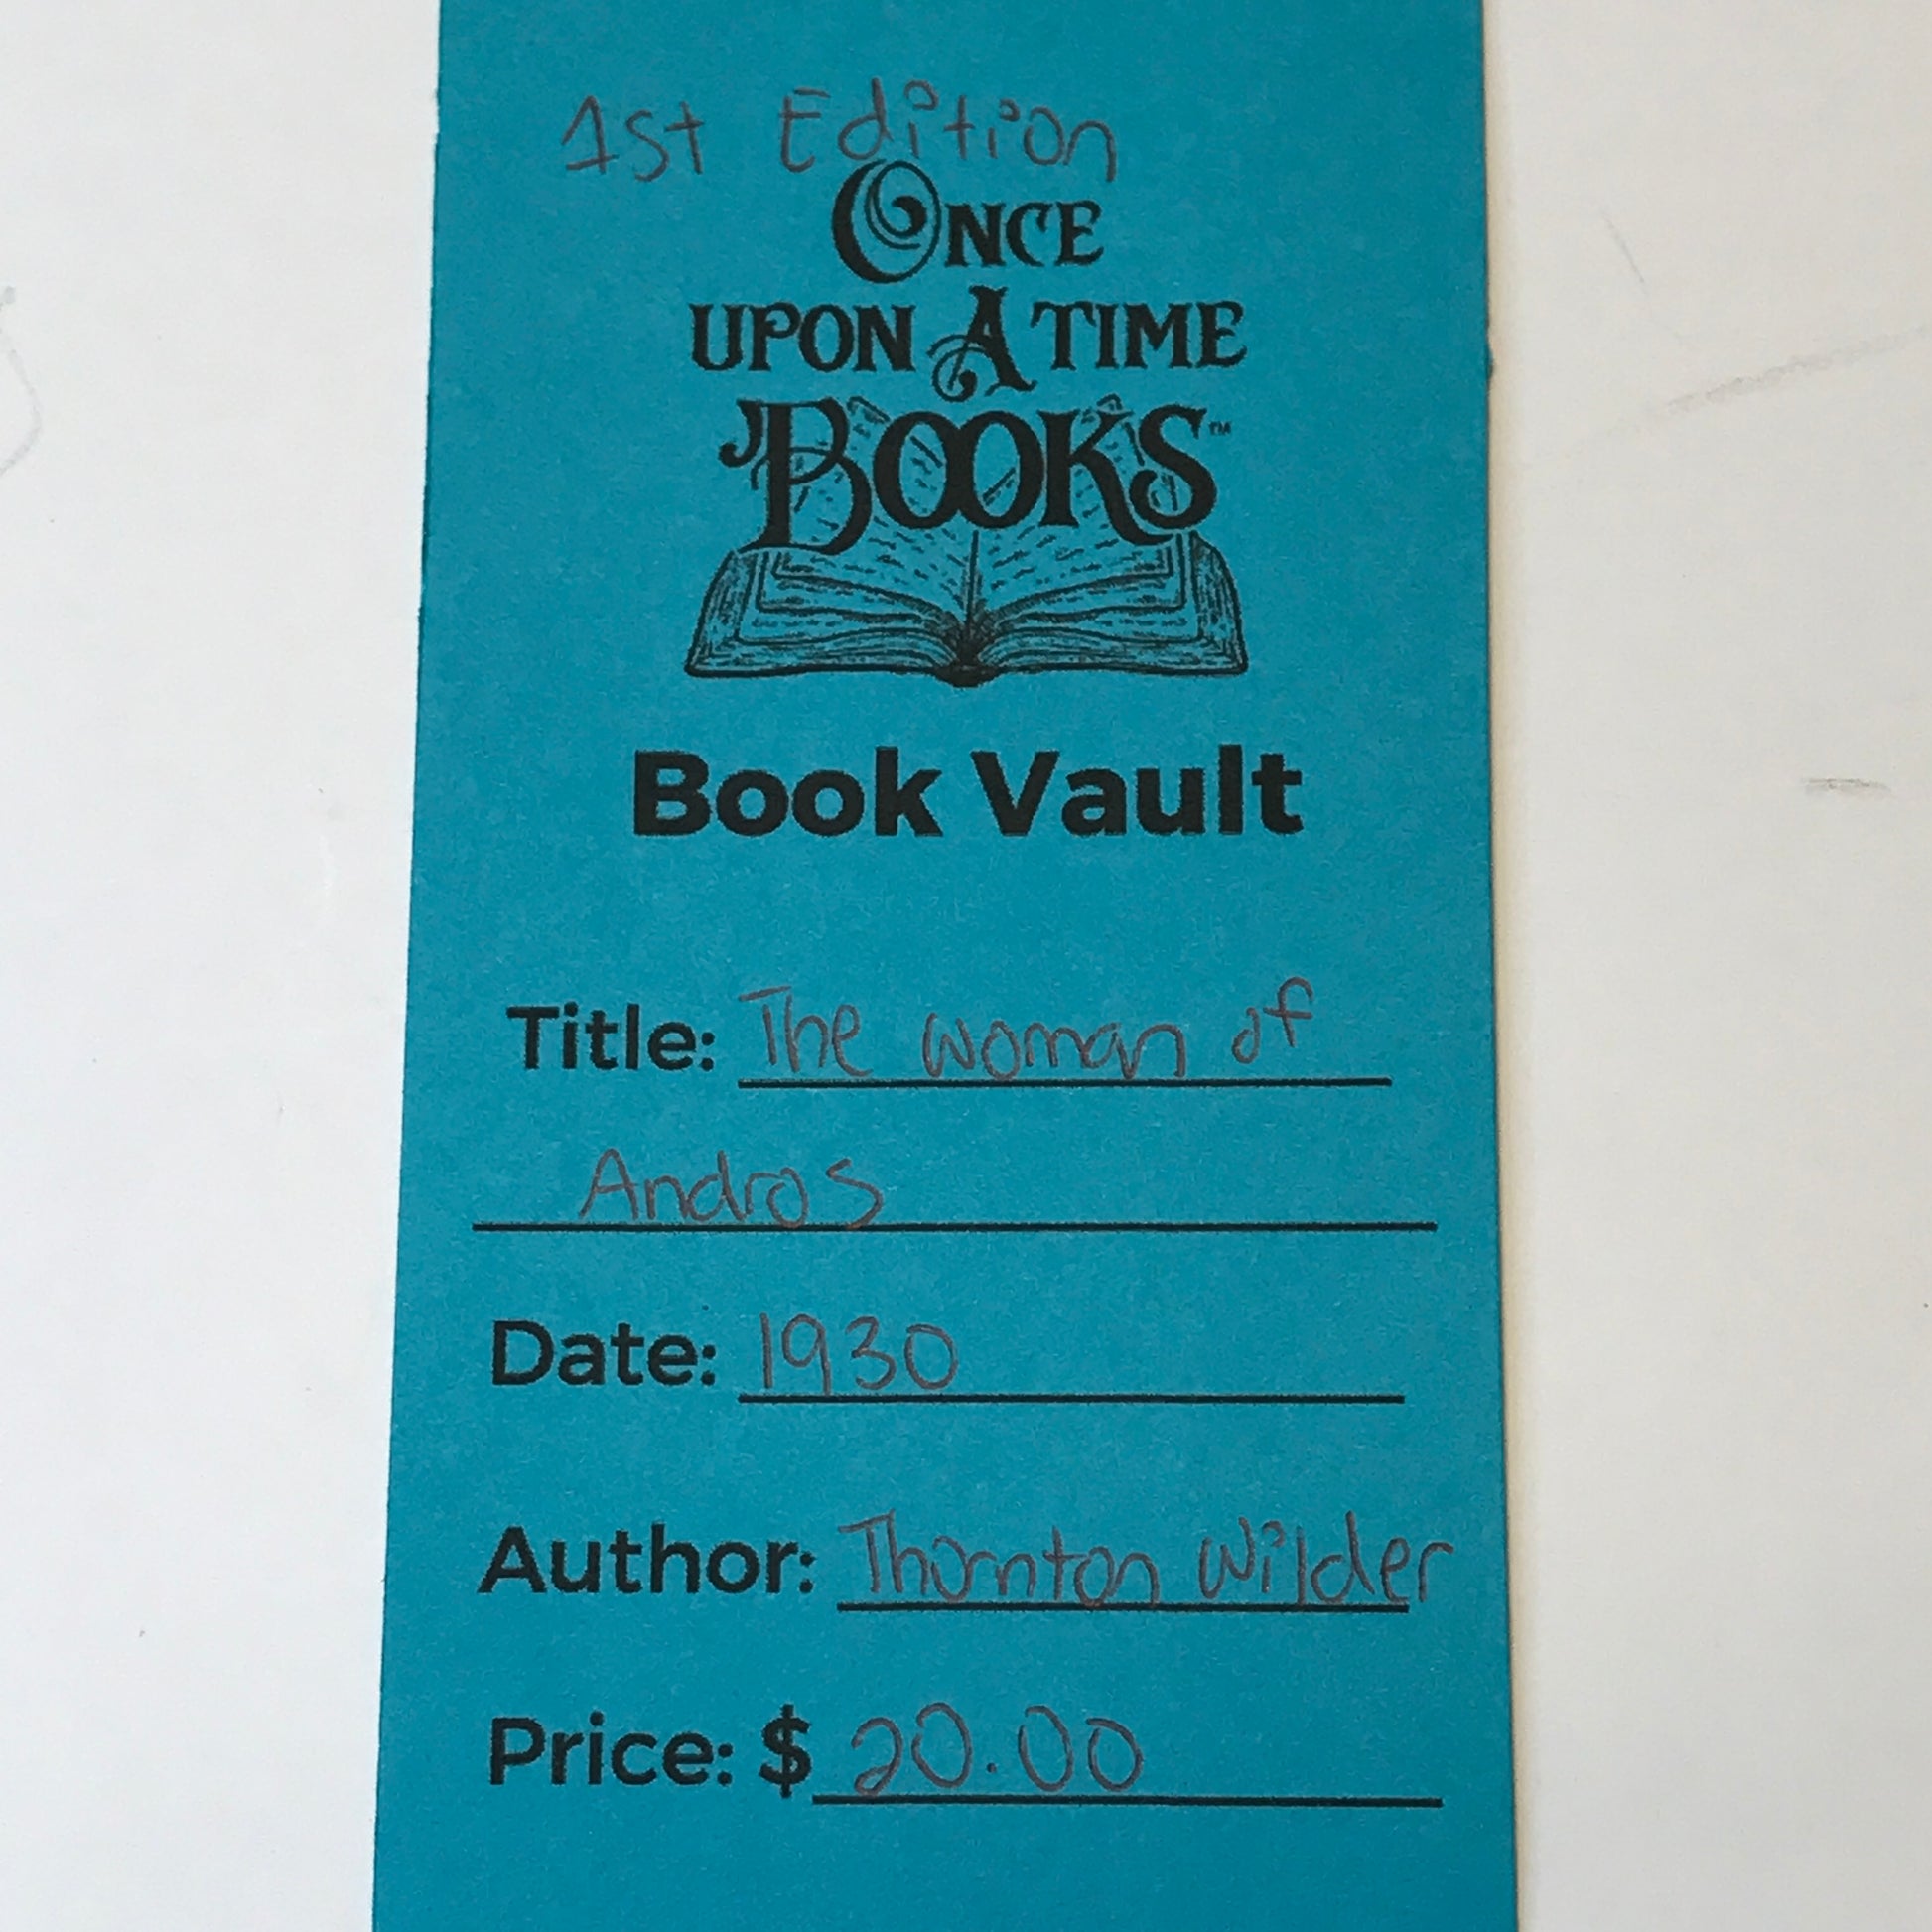 1st Edition
ONCE
UPON A TIME
BOOKS™
Book Vault
Title: The woman of
Andros
Date: 1930
Author: Thornton Wilder
Price: $ 20.00